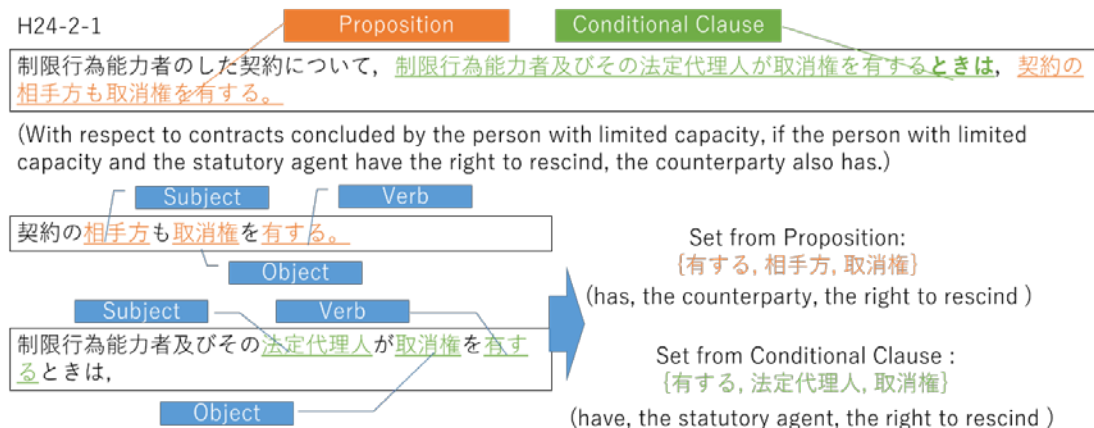 H24-2-1
Proposition
Conditional Clause
制限行為能力者のした契約について，制限行為能力者及びその法定代理人が取消権を有するときは，契約の
相手方も取消権を有する。
(With respect to contracts concluded by the person with limited capacity, if the person with limited
capacity and the statutory agent have the right to rescind, the counterparty also has.)
Subject
Verb
契約の相手方も取消権を有する。
Object
Subject
Verb
制限行為能力者及びその法定代理人が取消権を有す
るときは，
Object
Set from Proposition:
{有する, 相手方, 取消権}
(has, the counterparty, the right to rescind )
Set from Conditional Clause :
{有する, 法定代理人, 取消権}
(have, the statutory agent, the right to rescind )